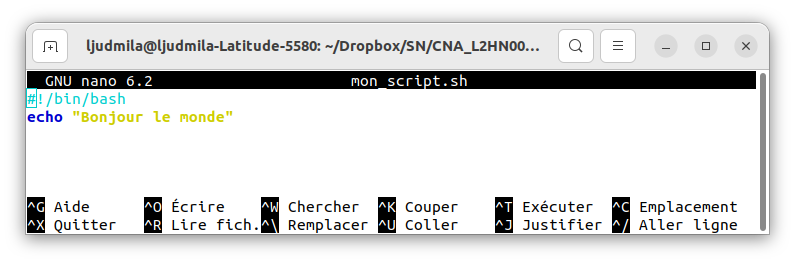 ljudmila@ljudmila-Latitude-5580: ~/Dropbox/SN/CNA_L2HN00…
GNU nano 6.2 mon_script.sh
#!/bin/bash
echo "Bonjour le monde"
^G Aide ^O Écrire ^W Chercher ^K Couper ^T Exécuter ^C Emplacement
^X Quitter ^R Lire fich.^\ Remplacer ^U Coller ^J Justifier ^/ Aller ligne